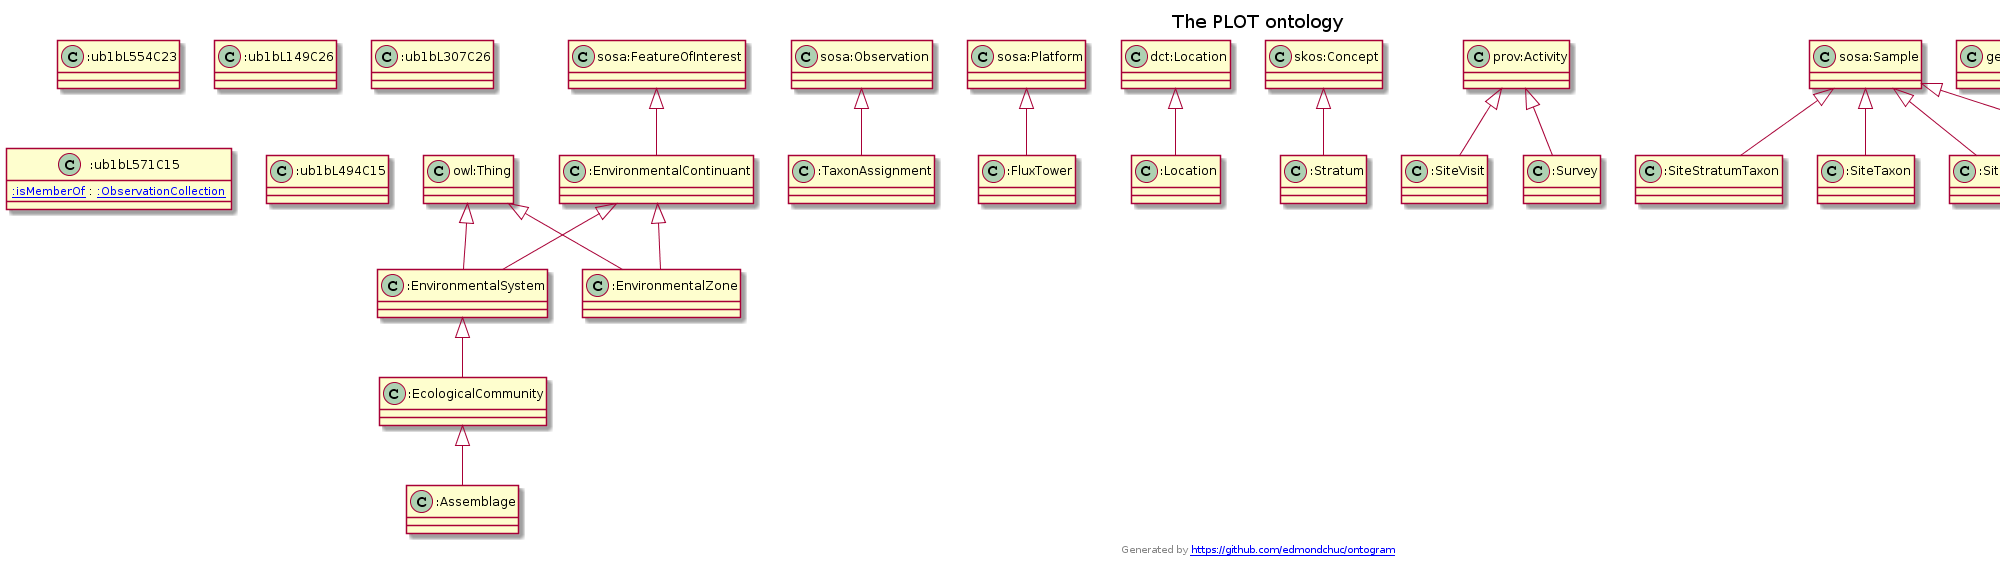 The PLOT ontology
C :ub1bL554C23
C :ub1bL149C26
C :ub1bL307C26
C sosa:FeatureOfInterest
C sosa:Observation
C sosa:Platform
C dct:Location
C skos:Concept
C prov:Activity
C sosa:Sample
C ge
C :ub1bL571C15
:isMemberOf : :ObservationCollection
C :ub1bL494C15
C owl:Thing
C :EnvironmentalContinuant
C :TaxonAssignment
C :FluxTower
C :Location
C :Stratum
C :SiteVisit
C :Survey
C :SiteStratumTaxon
C :SiteTaxon
C :Sit
C :EnvironmentalSystem
C :EnvironmentalZone
C :EcologicalCommunity
C :Assemblage
Generated by https://github.com/edmondchuc/ontogram